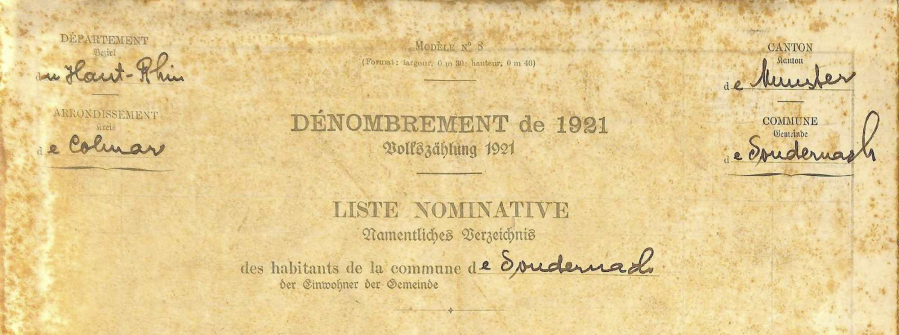 DÉPARTEMENT
Bezirk
du Haut-Rhin
ARRONDISSEMENT
Kreis
de Colmar
MODÈLE N° 8
(Format: largeur, 0 m 30; hauteur, 0 m 40)
DÉNOMBREMENT de 1921
Volkszählung 1921
LISTE NOMINATIVE
Namentliches Verzeichnis
des habitants de la commune de Sondernach
der Einwohner der Gemeinde
CANTON
Kanton
de Munster
COMMUNE
Gemeinde
de Sondernach